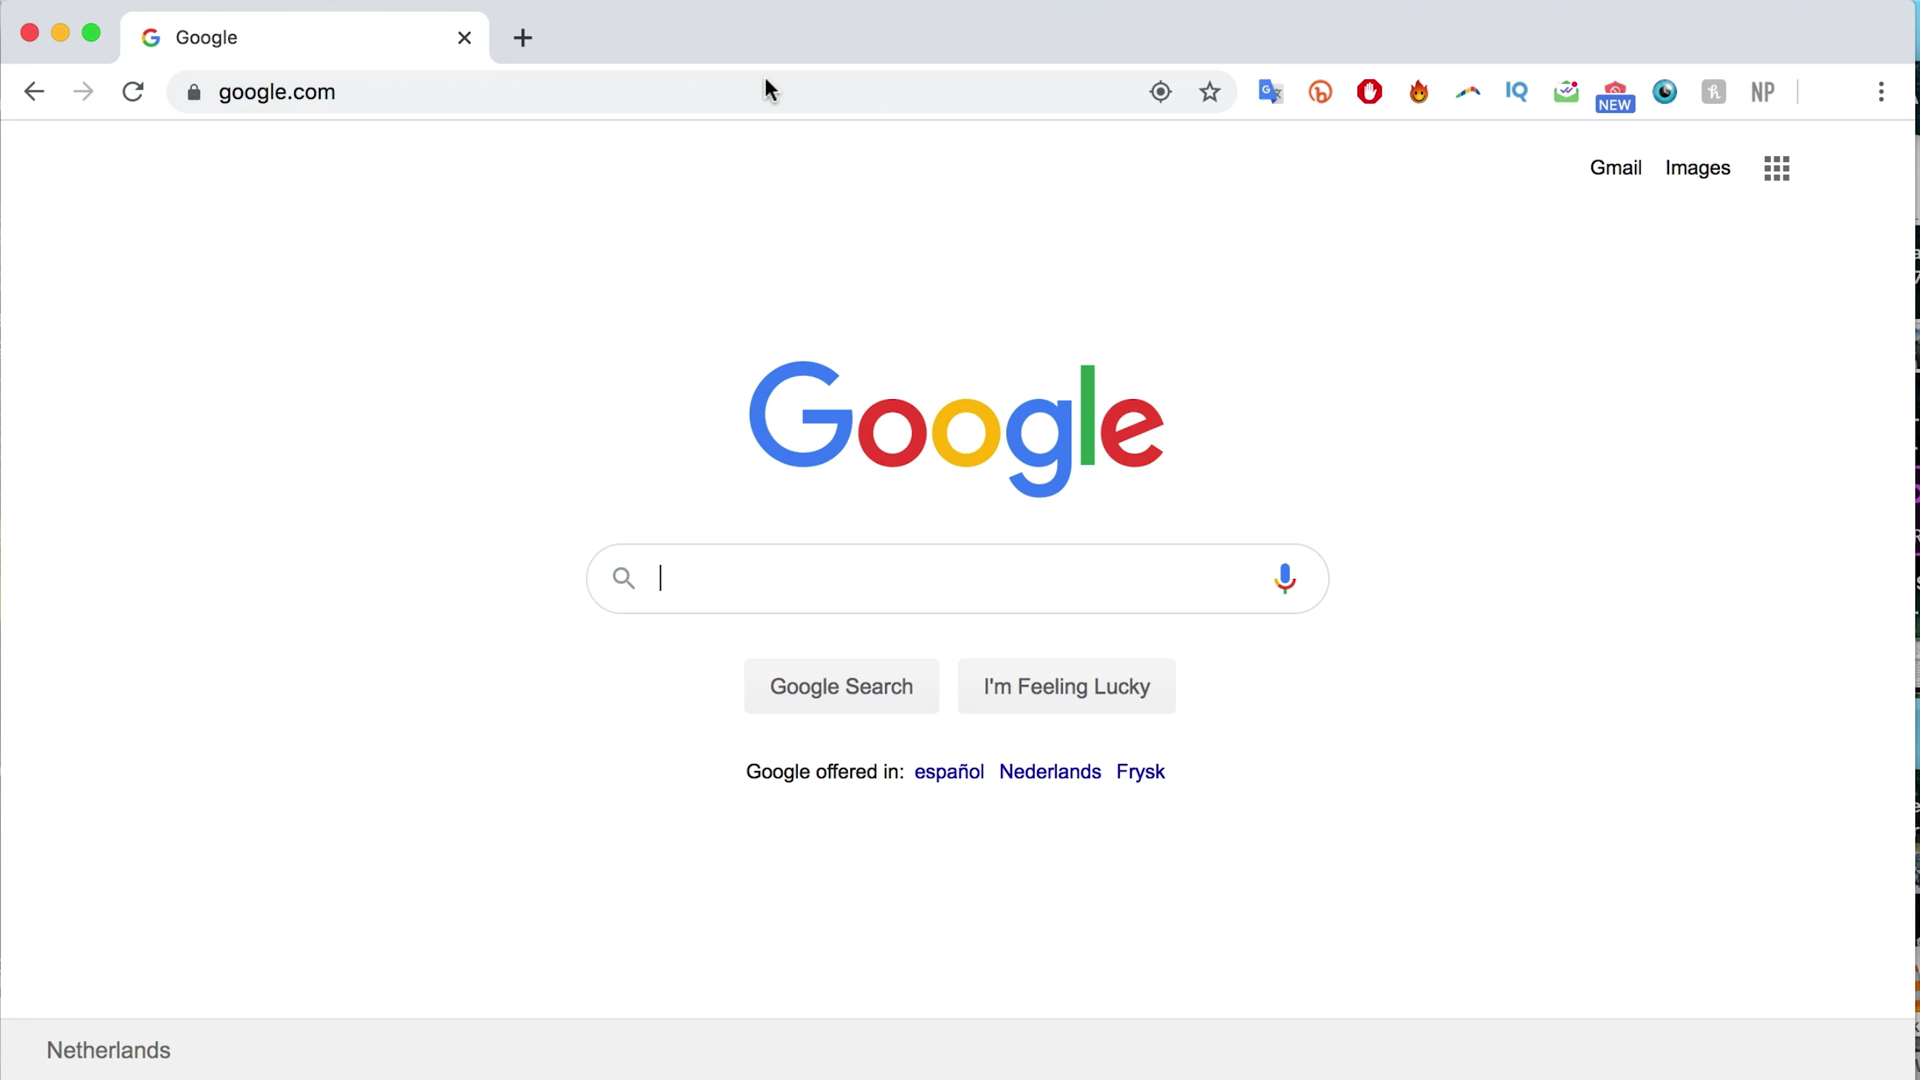 Google
google.com
IQ
NEW
NP
Gmail Images
Google
Google Search I'm Feeling Lucky
Google offered in: español Nederlands Frysk
Netherlands